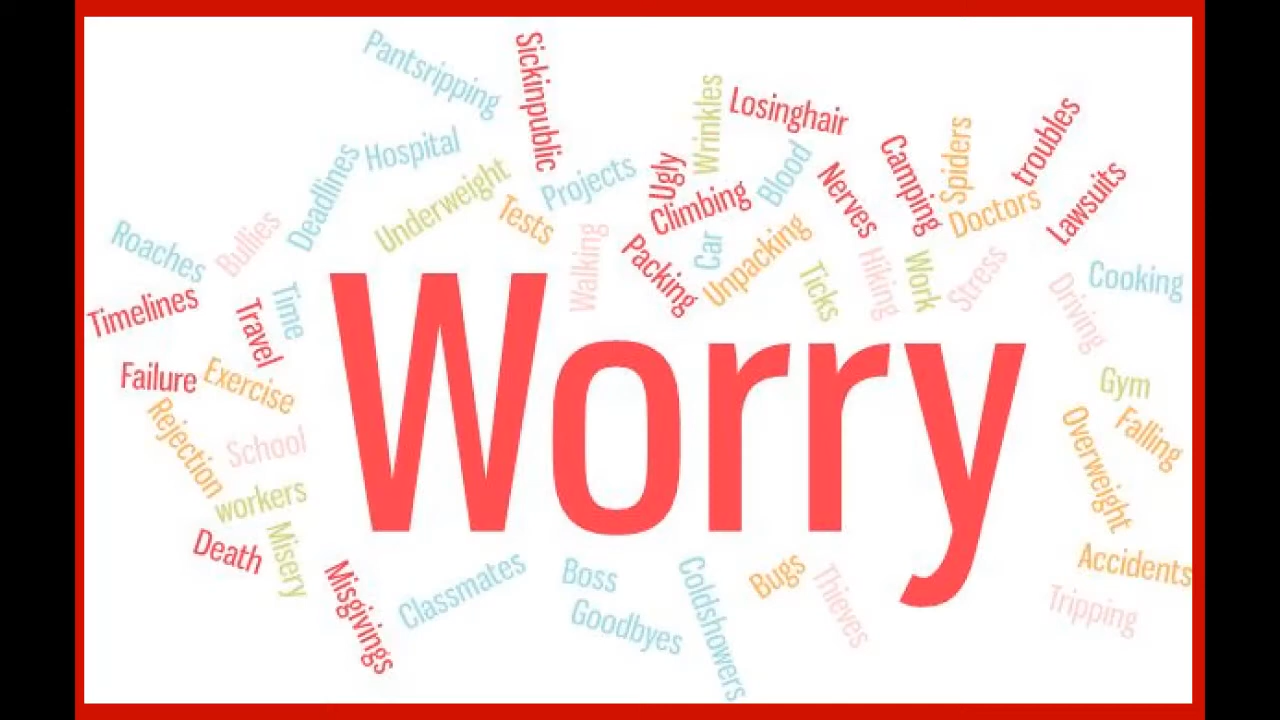 Pantsripping
Sickinpublic
Wrinkles
Losinghair
troubles
Hospital
Deadlines
Underweight
Tests
Projects
Ugly
Climbing
Blood
Nerves
Camping
Spiders
Doctors
Lawsuits
Roaches
Bullies
Walking
Packing
Car
Unpacking
Ticks
Hiking
Work
Stress
Driving
Cooking
Timelines
Time
Travel
Worry
Failure
Exercise
Gym
Rejection
School
Overweight
Falling
workers
Death
Misery
Misgivings
Classmates
Boss
Goodbyes
Coldshowers
Bugs
Thieves
Accidents
Tripping